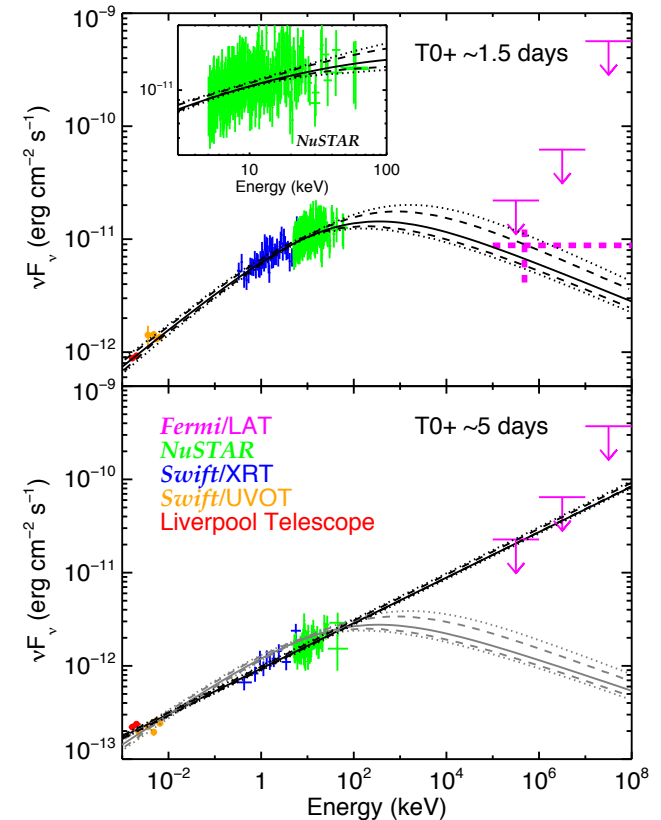 10⁻⁹
T0+ ~1.5 days
10⁻¹¹
NuSTAR
10
100
Energy (keV)
10⁻¹⁰
10⁻¹¹
10⁻¹²
νFν (erg cm⁻² s⁻¹)
10⁻⁹
T0+ ~5 days
Fermi/LAT
NuSTAR
Swift/XRT
Swift/UVOT
Liverpool Telescope
10⁻¹⁰
10⁻¹¹
10⁻¹²
10⁻¹³
νFν (erg cm⁻² s⁻¹)
10⁻²
1
10²
10⁴
10⁶
10⁸
Energy (keV)